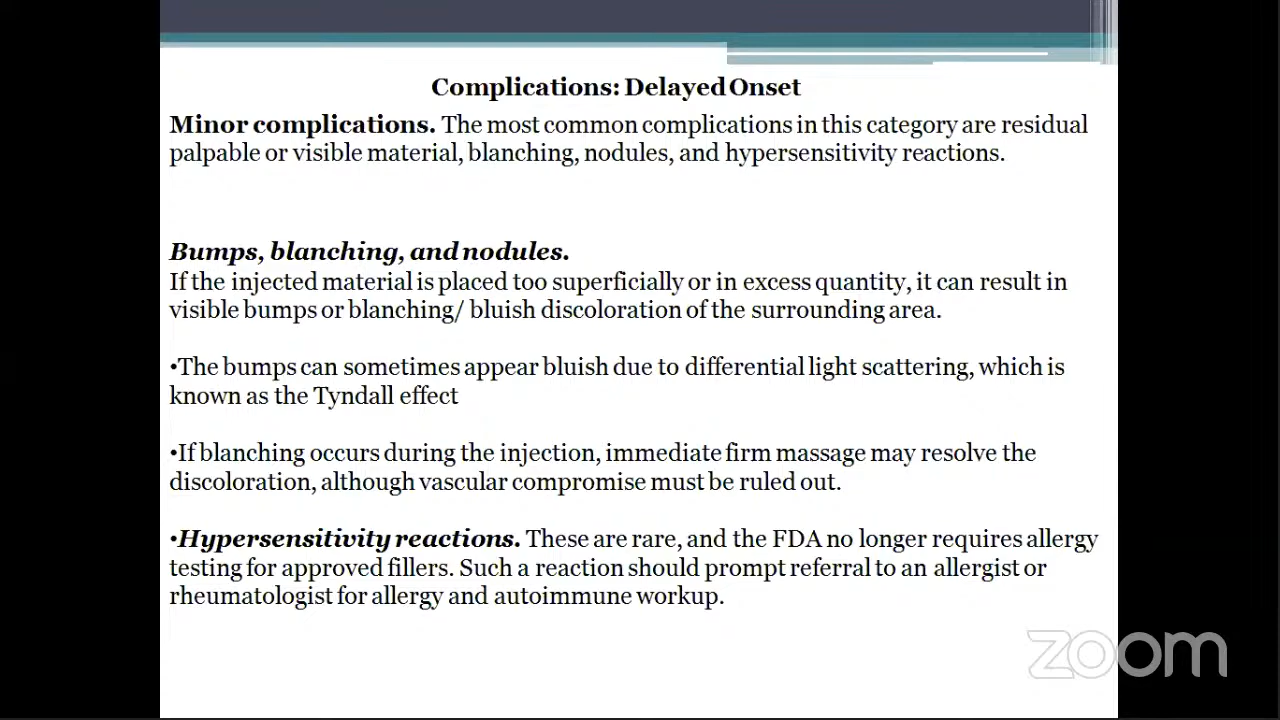 Complications: Delayed Onset
Minor complications. The most common complications in this category are residual
palpable or visible material, blanching, nodules, and hypersensitivity reactions.
Bumps, blanching, and nodules.
If the injected material is placed too superficially or in excess quantity, it can result in
visible bumps or blanching/ bluish discoloration of the surrounding area.
•The bumps can sometimes appear bluish due to differential light scattering, which is
known as the Tyndall effect
•If blanching occurs during the injection, immediate firm massage may resolve the
discoloration, although vascular compromise must be ruled out.
•Hypersensitivity reactions. These are rare, and the FDA no longer requires allergy
testing for approved fillers. Such a reaction should prompt referral to an allergist or
rheumatologist for allergy and autoimmune workup.
zoom